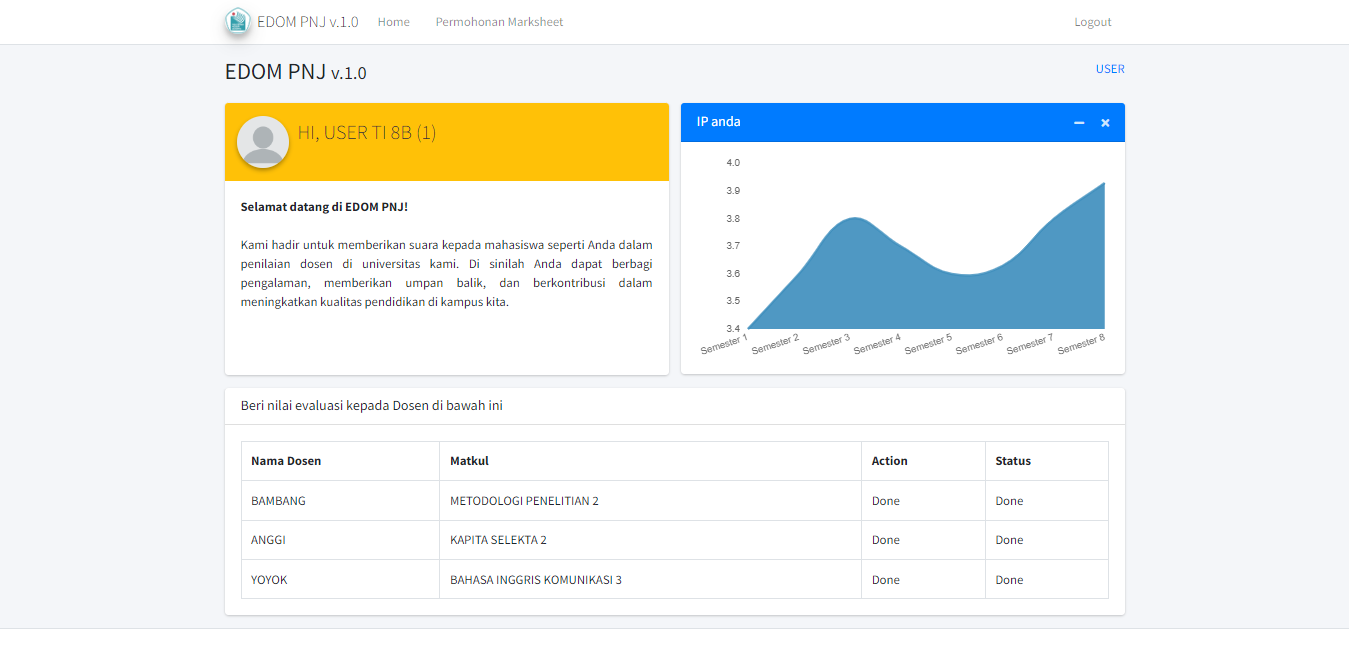 EDOM PNJ v.1.0 Home Permohonan Marksheet Logout
EDOM PNJ v.1.0 USER
HI, USER TI 8B (1)
Selamat datang di EDOM PNJ!
Kami hadir untuk memberikan suara kepada mahasiswa seperti Anda dalam
penilaian dosen di universitas kami. Di sinilah Anda dapat berbagi
pengalaman, memberikan umpan balik, dan berkontribusi dalam
meningkatkan kualitas pendidikan di kampus kita.
IP anda
4.0
3.9
3.8
3.7
3.6
3.5
3.4
Semester 1 Semester 2 Semester 3 Semester 4 Semester 5 Semester 6 Semester 7 Semester 8
Beri nilai evaluasi kepada Dosen di bawah ini
Nama Dosen Matkul Action Status
BAMBANG METODOLOGI PENELITIAN 2 Done Done
ANGGI KAPITA SELEKTA 2 Done Done
YOYOK BAHASA INGGRIS KOMUNIKASI 3 Done Done